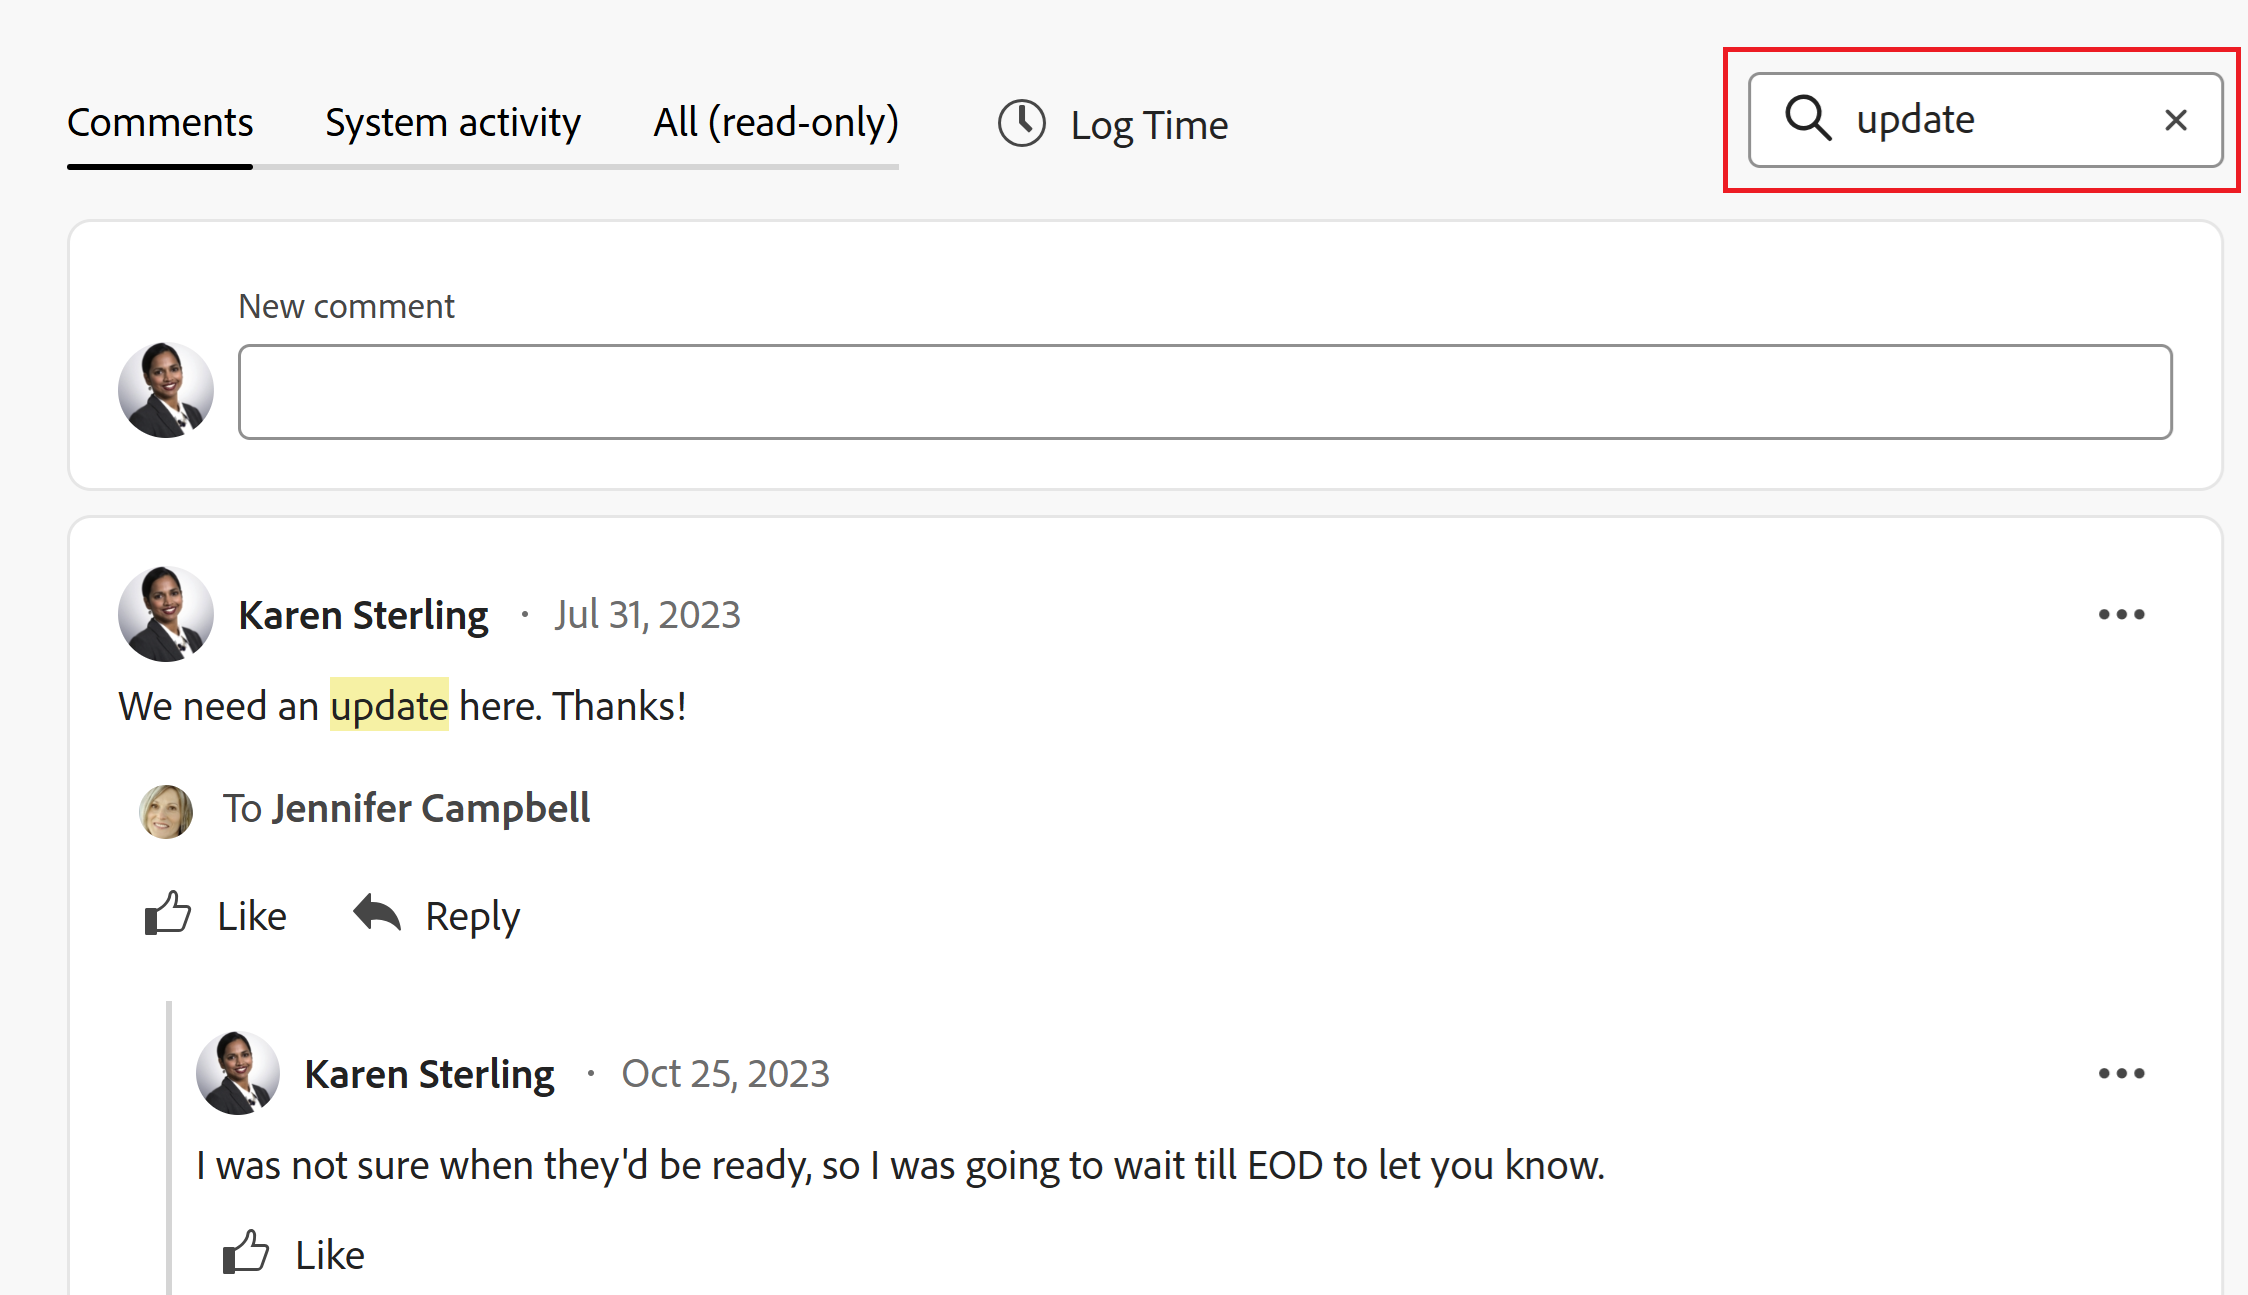 Comments System activity All (read-only) Log Time update
New comment
Karen Sterling · Jul 31, 2023
We need an update here. Thanks!
To Jennifer Campbell
Like Reply
Karen Sterling · Oct 25, 2023
I was not sure when they'd be ready, so I was going to wait till EOD to let you know.
Like